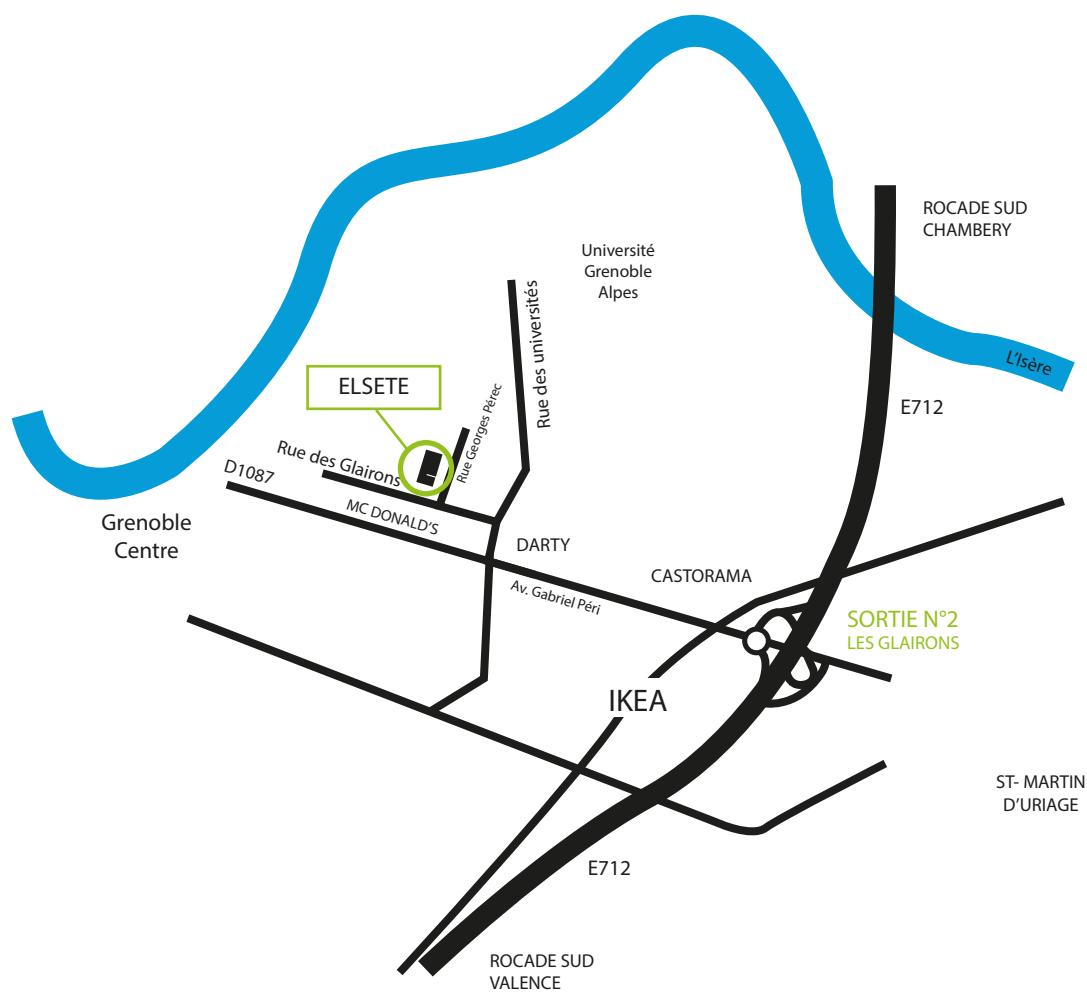 ROCADE SUD
CHAMBERY
Université
Grenoble
Alpes
Rue des universités
L'Isère
ELSETE
E712
Rue Georges Pérec
Rue des Glairons
D1087
MC DONALD'S
Grenoble
Centre
DARTY
CASTORAMA
Av. Gabriel Péri
SORTIE N°2
LES GLAIRONS
IKEA
ST- MARTIN
D'URIAGE
E712
ROCADE SUD
VALENCE